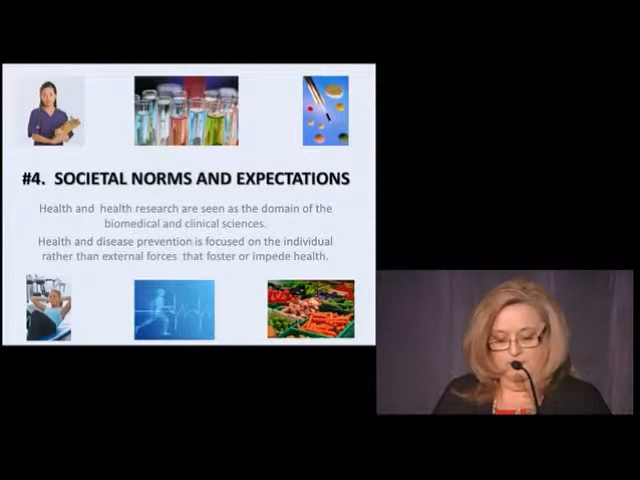 #4. SOCIETAL NORMS AND EXPECTATIONS
Health and health research are seen as the domain of the
biomedical and clinical sciences.
Health and disease prevention is focused on the individual
rather than external forces that foster or impede health.